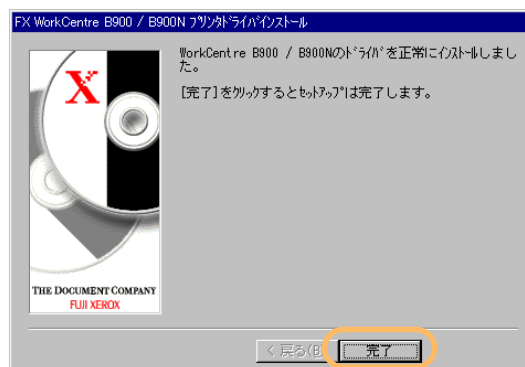 FX WorkCentre B900 / B900N プリンタドライバインストール
WorkCentre B900 / B900Nのドライバを正常にインストールしまし
た。
[完了]をクリックするとセットアップは完了します。
X
THE DOCUMENT COMPANY
FUJI XEROX
< 戻る(B
完了